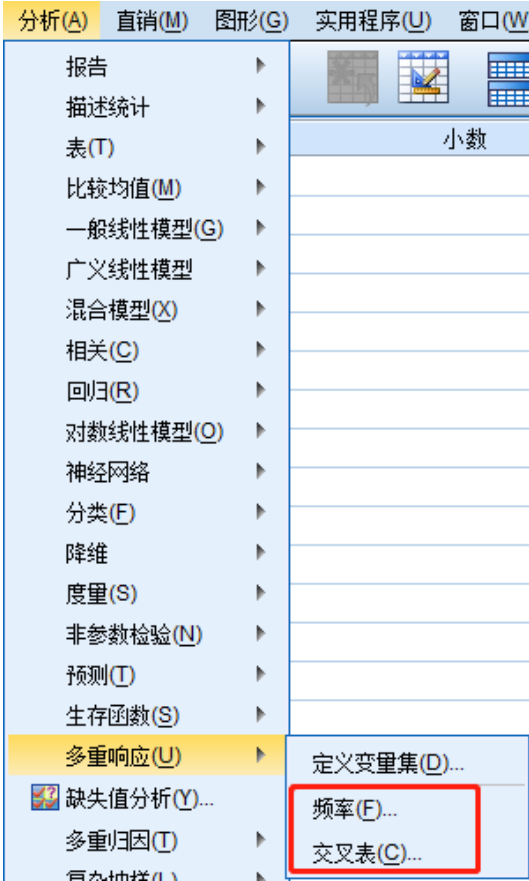 分析(A) 直销(M) 图形(G) 实用程序(U) 窗口(W
报告
描述统计
小数
表(T)
比较均值(M)
一般线性模型(G)
广义线性模型
混合模型(X)
相关(C)
回归(R)
对数线性模型(O)
神经网络
分类(F)
降维
度量(S)
非参数检验(N)
预测(T)
生存函数(S)
多重响应(U)
定义变量集(D)...
缺失值分析(Y)...
频率(F)...
多重归因(T)
交叉表(C)...
复杂抽样(L)